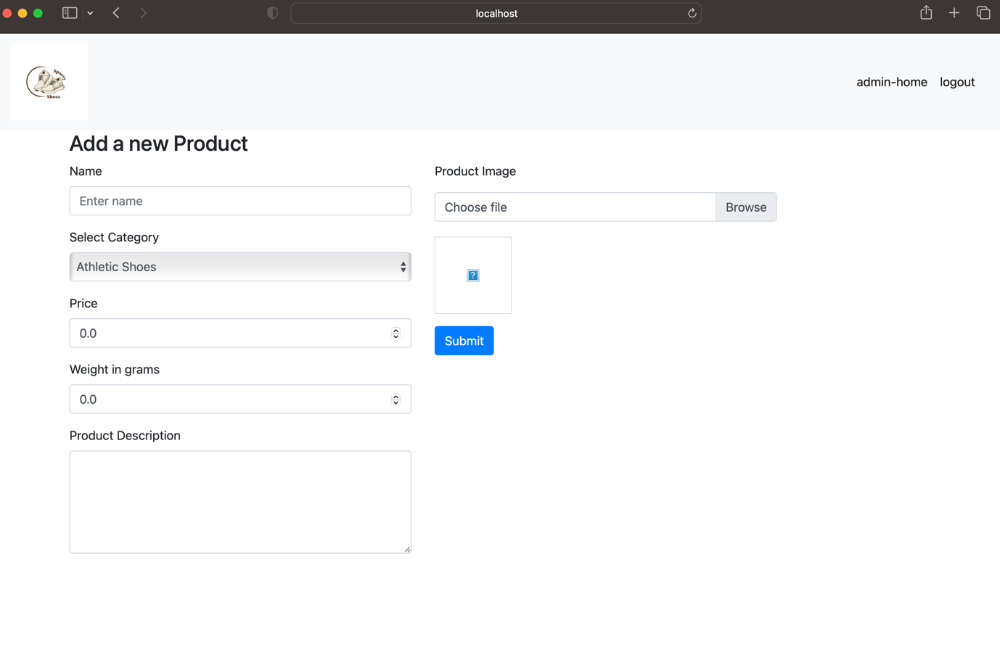 localhost
Sporty
Shoes
admin-home
logout
Add a new Product
Name
Enter name
Select Category
Athletic Shoes
Price
0.0
Weight in grams
0.0
Product Description
Product Image
Choose file
Browse
?
Submit